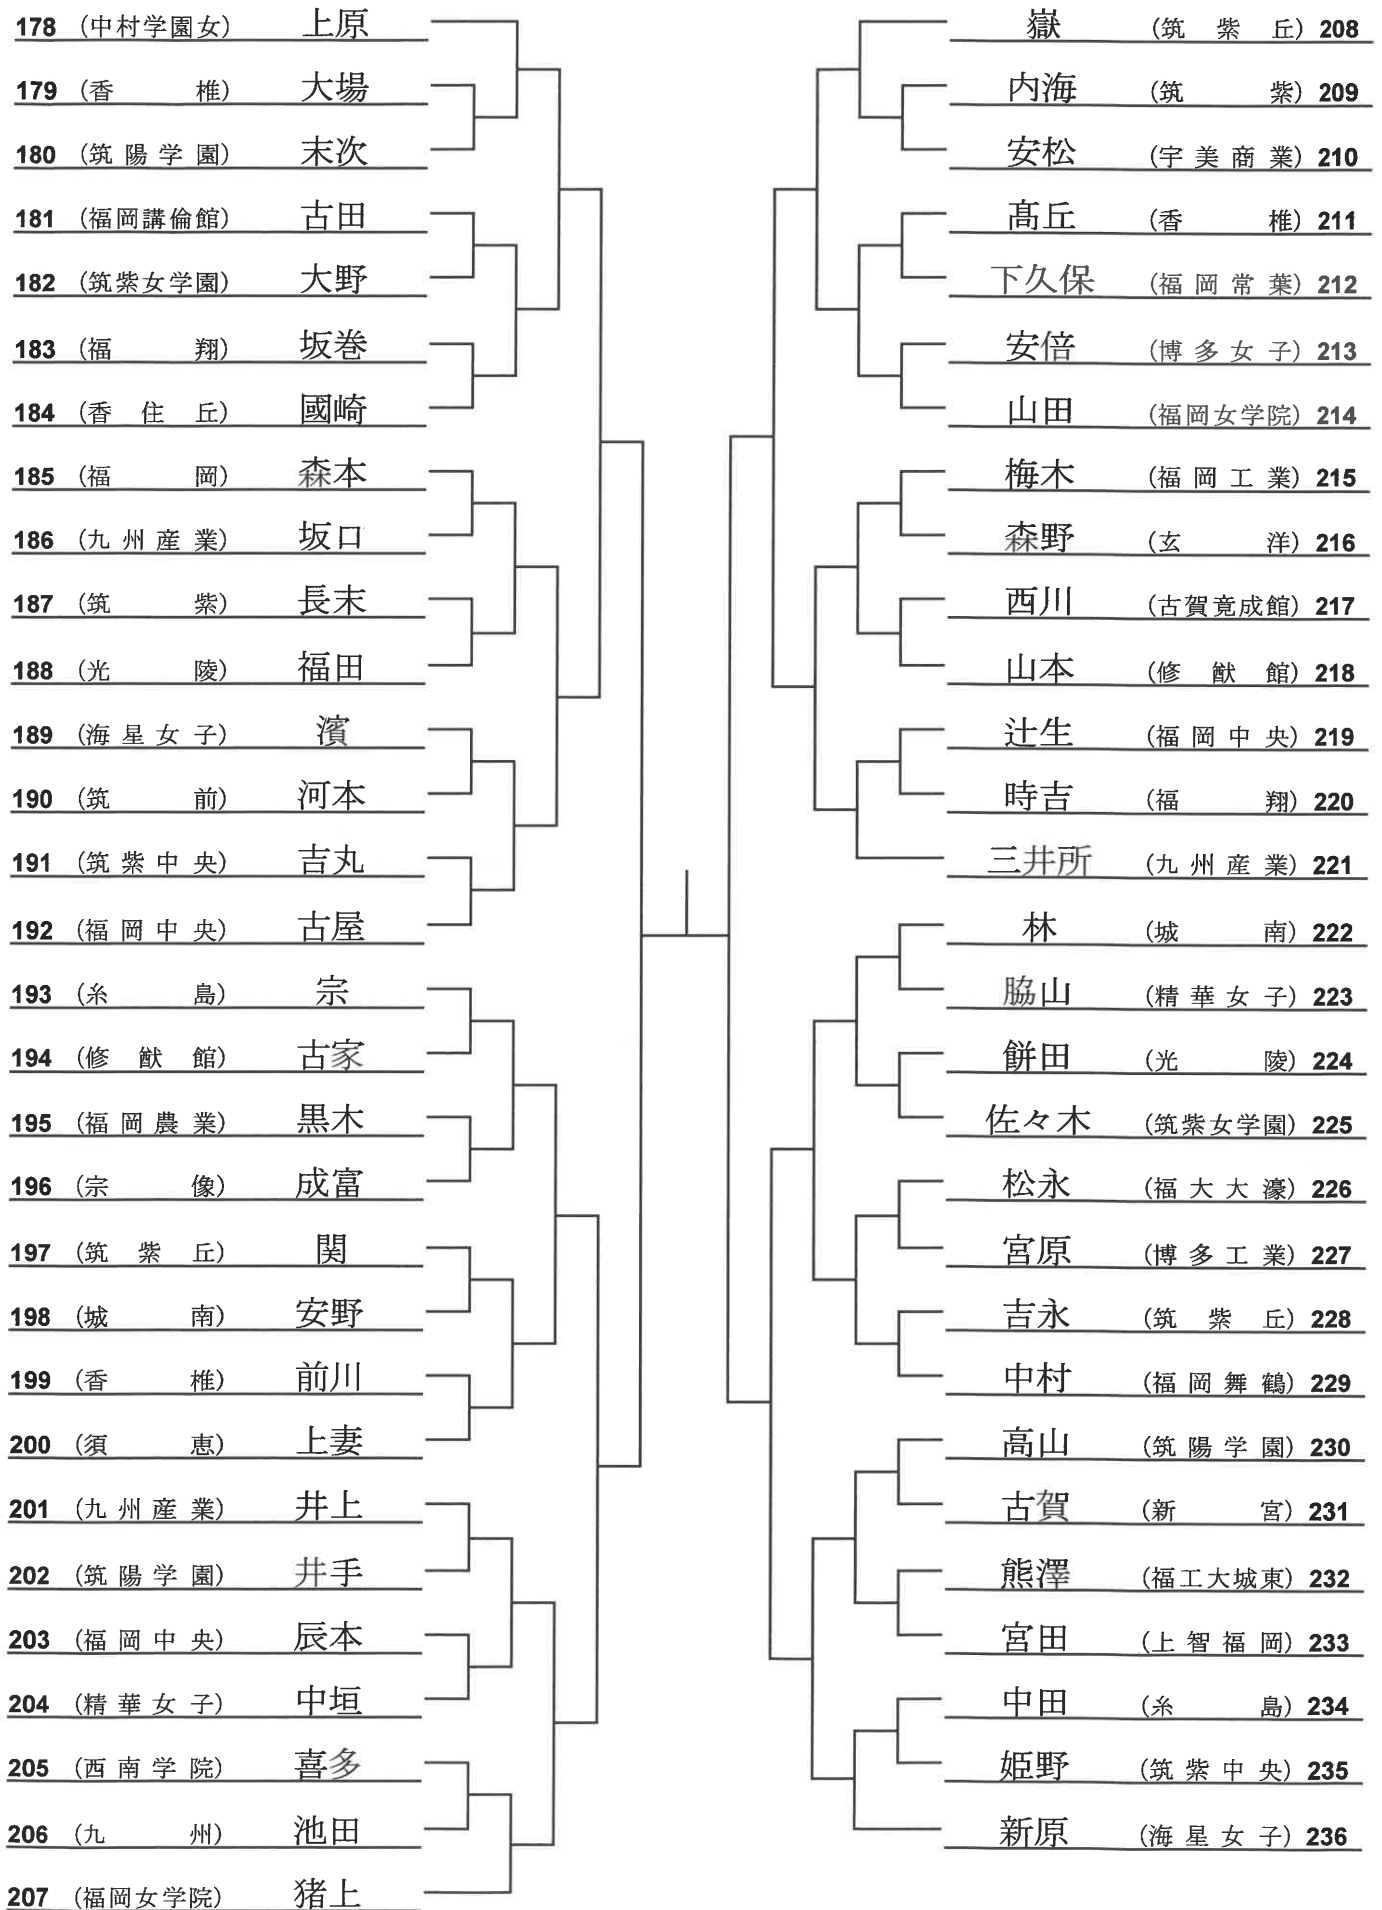 178 (中村学園女) 上原
179 (香椎) 大場
180 (筑陽学園) 末次
181 (福岡講倫館) 古田
182 (筑紫女学園) 大野
183 (福翔) 坂巻
184 (香住丘) 國崎
185 (福岡) 森本
186 (九州産業) 坂口
187 (筑紫) 長末
188 (光陵) 福田
189 (海星女子) 濱
190 (筑前) 河本
191 (筑紫中央) 吉丸
192 (福岡中央) 古屋
193 (糸島) 宗
194 (修猷館) 古家
195 (福岡農業) 黒木
196 (宗像) 成富
197 (筑紫丘) 関
198 (城南) 安野
199 (香椎) 前川
200 (須恵) 上妻
201 (九州産業) 井上
202 (筑陽学園) 井手
203 (福岡中央) 辰本
204 (精華女子) 中垣
205 (西南学院) 喜多
206 (九州) 池田
207 (福岡女学院) 猪上
嶽 (筑紫丘) 208
内海 (筑紫) 209
安松 (宇美商業) 210
髙丘 (香椎) 211
下久保 (福岡常葉) 212
安倍 (博多女子) 213
山田 (福岡女学院) 214
梅木 (福岡工業) 215
森野 (玄洋) 216
西川 (古賀竟成館) 217
山本 (修猷館) 218
辻生 (福岡中央) 219
時吉 (福翔) 220
三井所 (九州産業) 221
林 (城南) 222
脇山 (精華女子) 223
餅田 (光陵) 224
佐々木 (筑紫女学園) 225
松永 (福大大濠) 226
宮原 (博多工業) 227
吉永 (筑紫丘) 228
中村 (福岡舞鶴) 229
高山 (筑陽学園) 230
古賀 (新宮) 231
熊澤 (福工大城東) 232
宮田 (上智福岡) 233
中田 (糸島) 234
姫野 (筑紫中央) 235
新原 (海星女子) 236